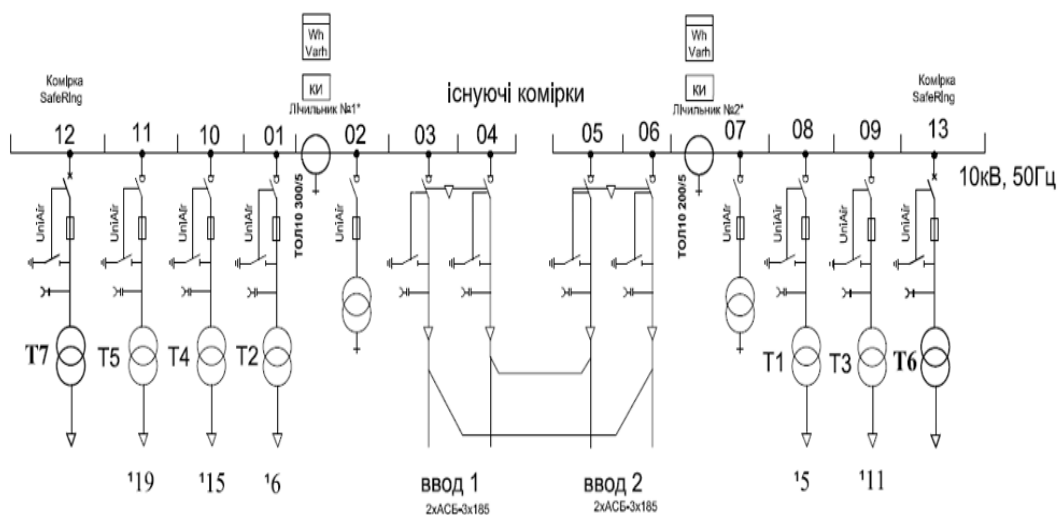 Wh
Varh
Wh
Varh
КИ
КИ
Комірка
SafeRing
Лічильник №1*
існуючі комірки
Лічильник №2*
Комірка
SafeRing
12 11 10 01 02 03 04 05 06 07 08 09 13
10кВ, 50Гц
UniAir
UniAir
UniAir
UniAir
ТОЛ10 300/5
UniAir
ТОЛ10 200/5
UniAir
UniAir
UniAir
UniAir
T7 T5 T4 T2 T1 T3 T6
¹19 ¹15 ¹6 ввод 1 ввод 2 ¹5 ¹11
2хАСБ-3х185 2хАСБ-3х185